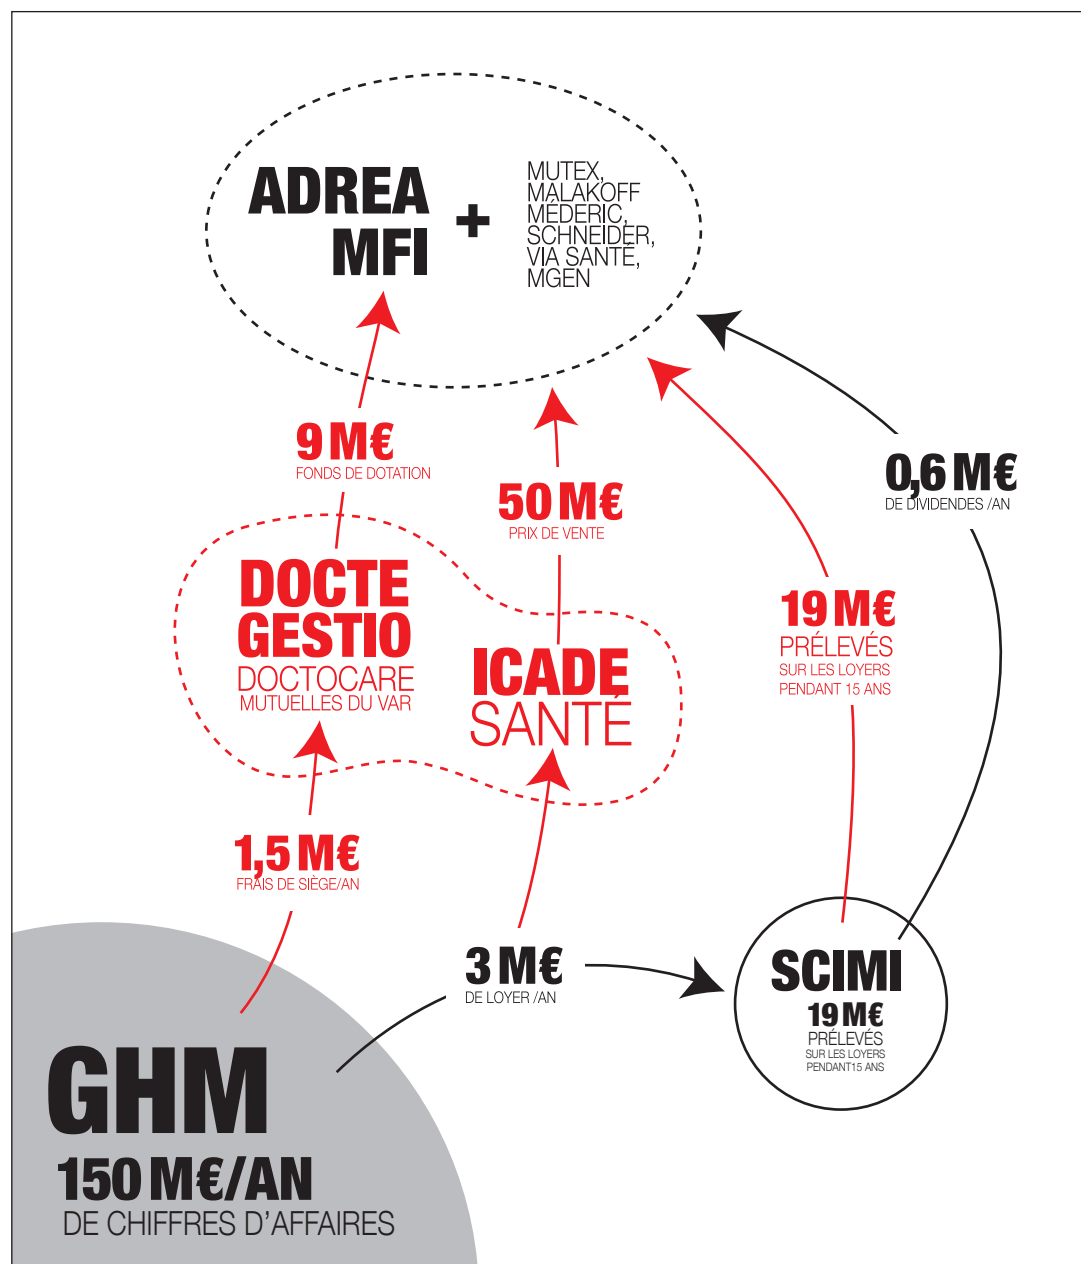 ADREA
MFI
+
MUTEX,
MALAKOFF
MÉDERIC,
SCHNEIDER,
VIA SANTÉ,
MGEN
9 M€
FONDS DE DOTATION
50 M€
PRIX DE VENTE
0,6 M€
DE DIVIDENDES /AN
DOCTE
GESTIO
DOCTOCARE
MUTUELLES DU VAR
ICADE
SANTÉ
19 M€
PRÉLEVÉS
SUR LES LOYERS
PENDANT 15 ANS
1,5 M€
FRAIS DE SIÈGE/AN
3 M€
DE LOYER /AN
SCIMI
19 M€
PRÉLEVÉS
SUR LES LOYERS
PENDANT15 ANS
GHM
150 M€/AN
DE CHIFFRES D'AFFAIRES